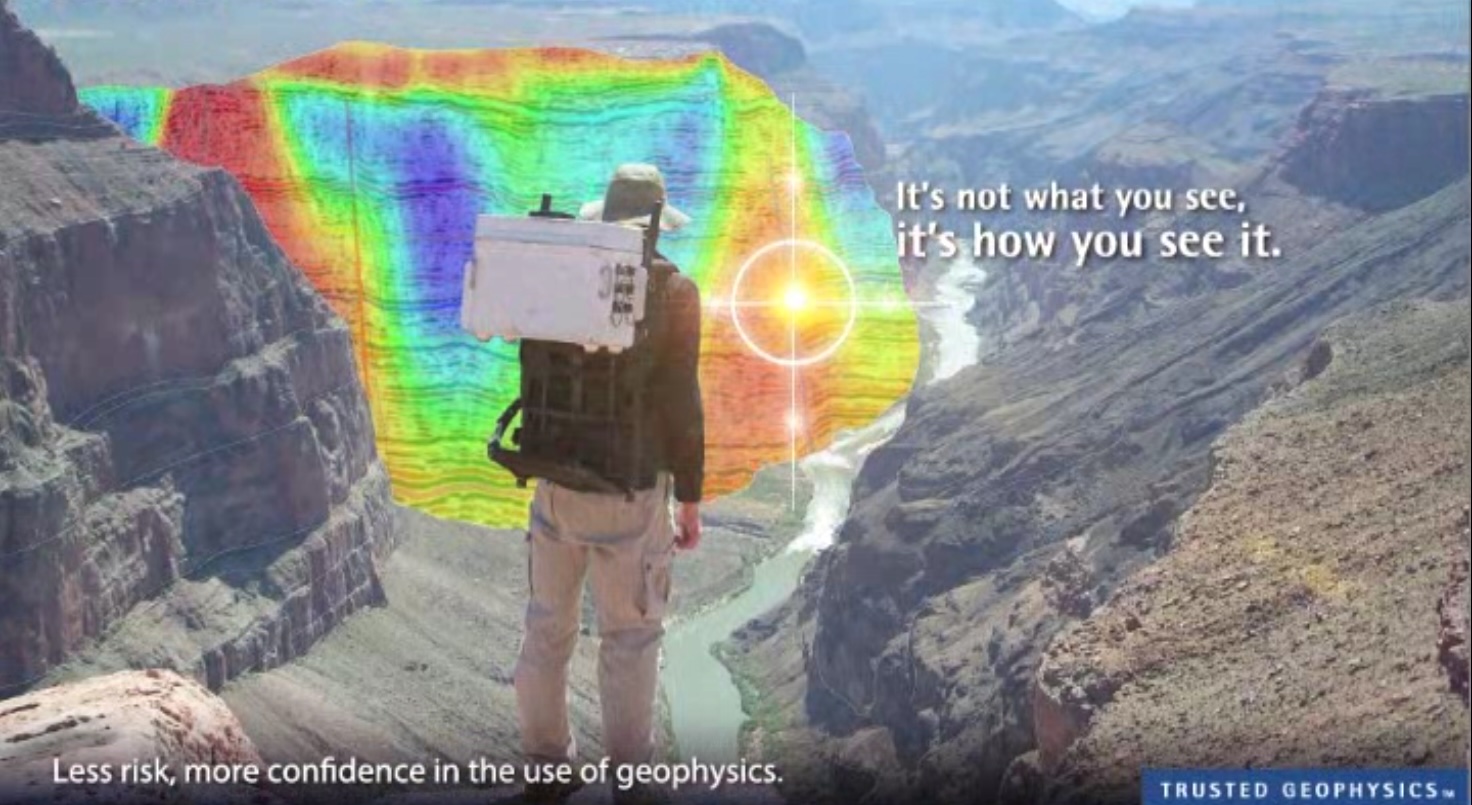 It's not what you see,
it's how you see it.
Less risk, more confidence in the use of geophysics.
TRUSTED GEOPHYSICS™